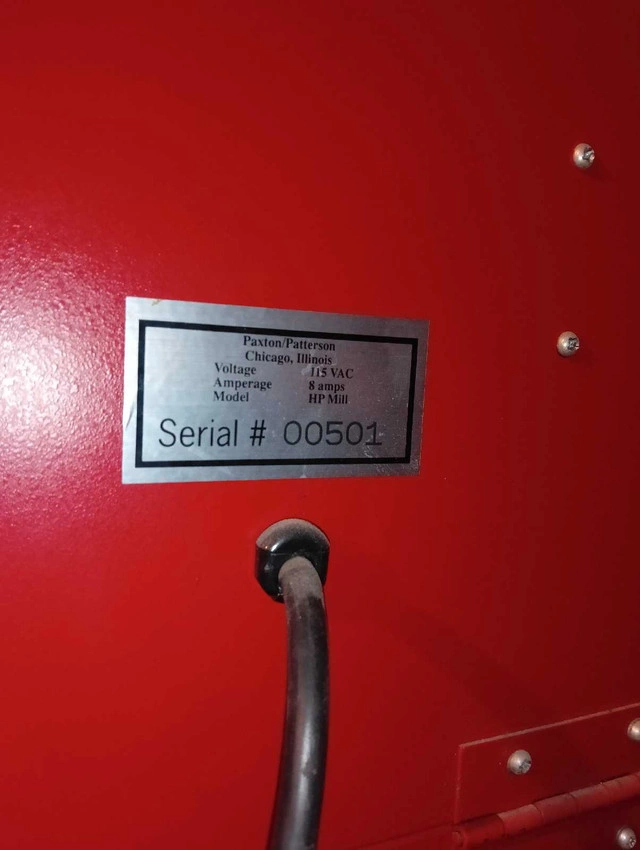 Paxton/Patterson
Chicago, Illinois
Voltage 115 VAC
Amperage 8 amps
Model HP Mill
Serial # 00501